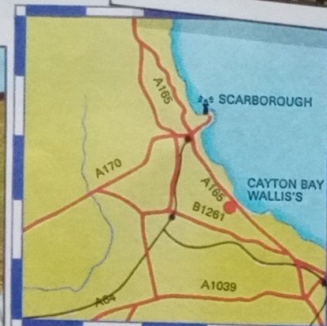 A165
SCARBOROUGH
A170
CAYTON BAY
WALLIS'S
A165
B1261
A1039
A64